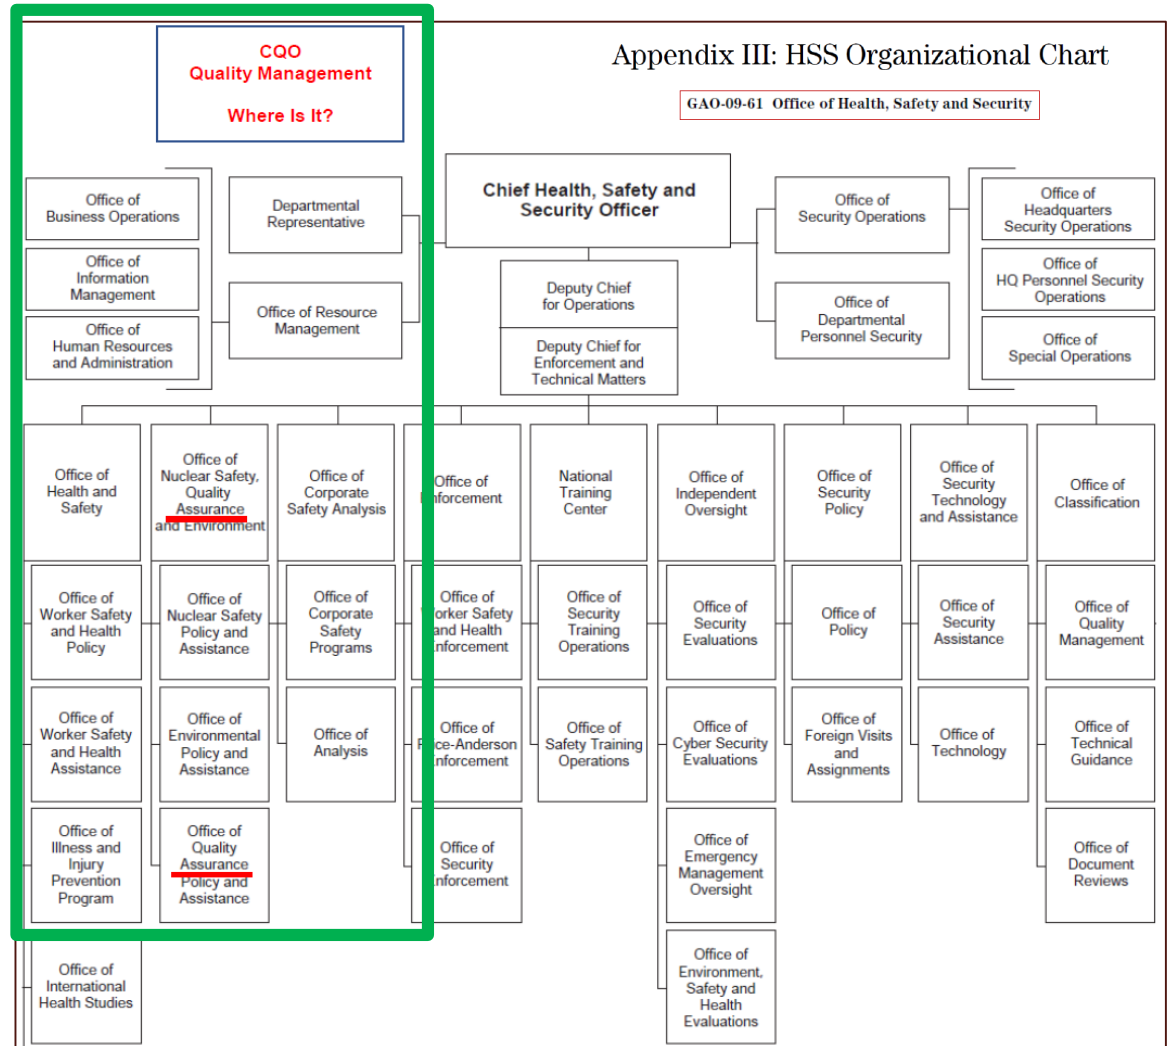 CQO
Quality Management
Where Is It?
Appendix III: HSS Organizational Chart
GAO-09-61 Office of Health, Safety and Security
Chief Health, Safety and
Security Officer
Office of
Business Operations
Office of
Information
Management
Office of
Human Resources
and Administration
Departmental
Representative
Office of Resource
Management
Deputy Chief
for Operations
Deputy Chief for
Enforcement and
Technical Matters
Office of
Security Operations
Office of
Departmental
Personnel Security
Office of
Headquarters
Security Operations
Office of
HQ Personnel Security
Operations
Office of
Special Operations
Office of
Health and
Safety
Office of
Nuclear Safety,
Quality
Assurance
and Environment
Office of
Corporate
Safety Analysis
Office of
Enforcement
National
Training
Center
Office of
Independent
Oversight
Office of
Security
Policy
Office of
Security
Technology
and Assistance
Office of
Classification
Office of
Worker Safety
and Health
Policy
Office of
Nuclear Safety
Policy and
Assistance
Office of
Corporate
Safety
Programs
Office of
Worker Safety
and Health
Enforcement
Office of
Security
Training
Operations
Office of
Security
Evaluations
Office of
Policy
Office of
Security
Assistance
Office of
Quality
Management
Office of
Worker Safety
and Health
Assistance
Office of
Environmental
Policy and
Assistance
Office of
Analysis
Office of
Price-Anderson
Enforcement
Office of
Safety Training
Operations
Office of
Cyber Security
Evaluations
Office of
Foreign Visits
and
Assignments
Office of
Technology
Office of
Technical
Guidance
Office of
Illness and
Injury
Prevention
Program
Office of
Quality
Assurance
Policy and
Assistance
Office of
Security
Enforcement
Office of
Emergency
Management
Oversight
Office of
Document
Reviews
Office of
International
Health Studies
Office of
Environment,
Safety and
Health
Evaluations